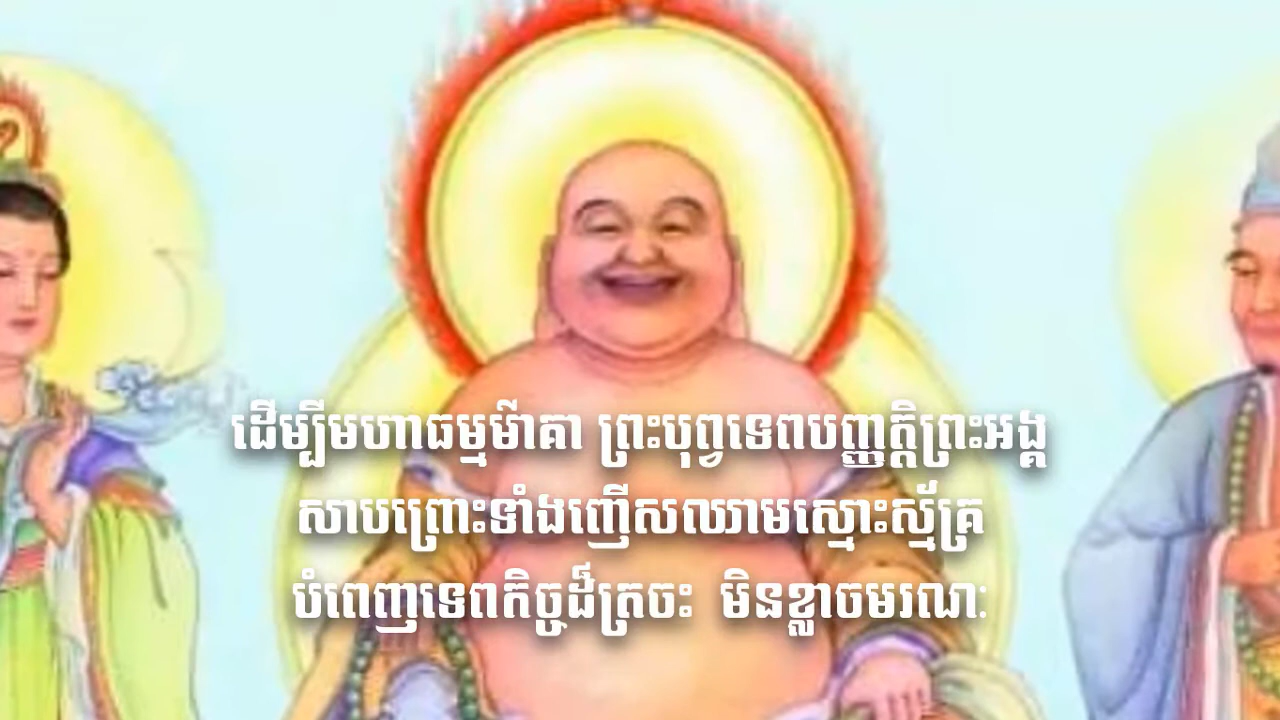 ដើម្បីមហាធម្មម៉ាគា ព្រះបុព្វទេពបញ្ញត្តិព្រះអង្គ
សាបព្រោះទាំងញើសឈាមស្មោះស្ម័គ្រ
បំពេញទេពកិច្ចដ៏ត្រចះ មិនខ្លាចមរណៈ